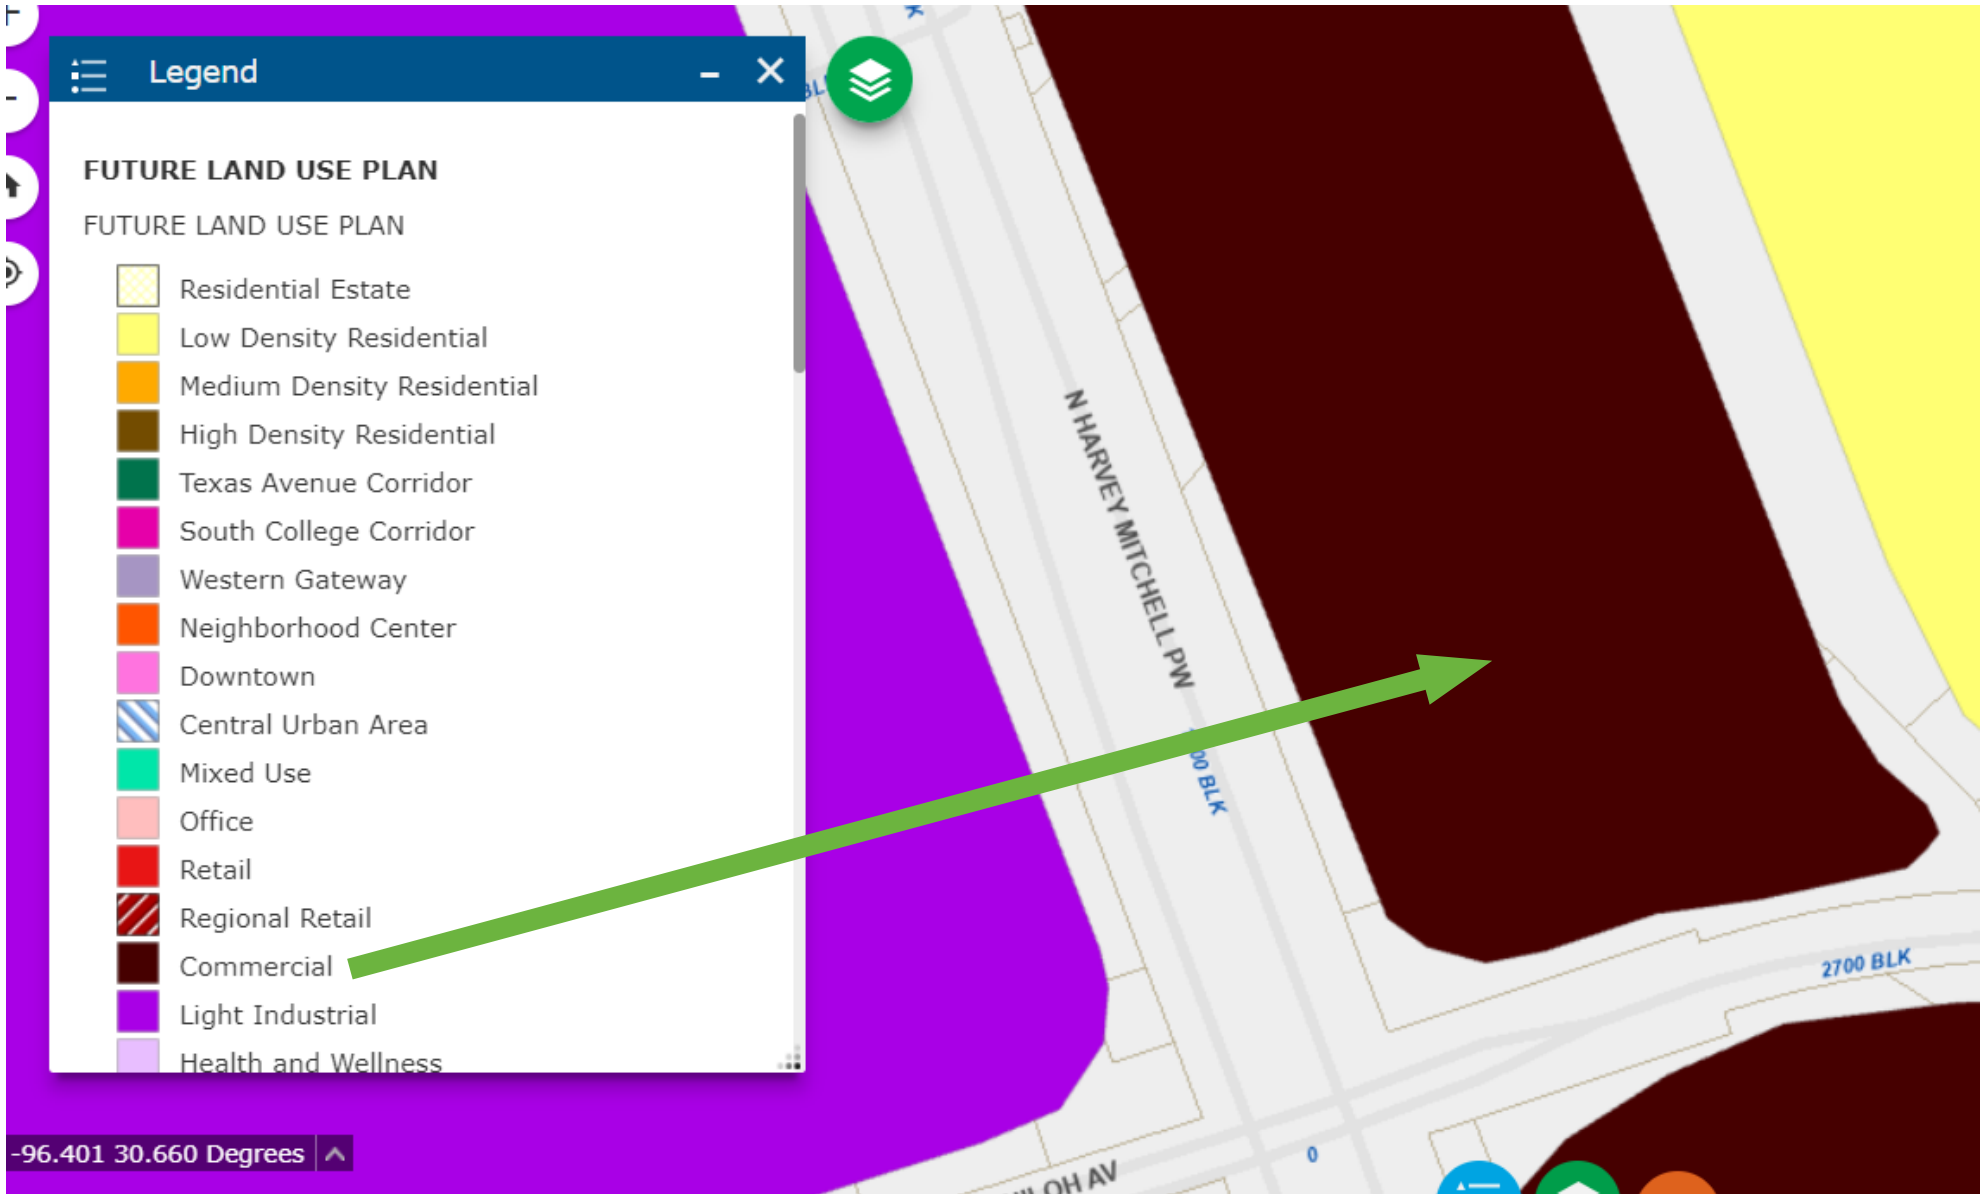 Legend
FUTURE LAND USE PLAN
FUTURE LAND USE PLAN
Residential Estate
Low Density Residential
Medium Density Residential
High Density Residential
Texas Avenue Corridor
South College Corridor
Western Gateway
Neighborhood Center
Downtown
Central Urban Area
Mixed Use
Office
Retail
Regional Retail
Commercial
Light Industrial
Health and Wellness
N HARVEY MITCHELL PW
BLK
2700 BLK
0
-96.401 30.660 Degrees
AV